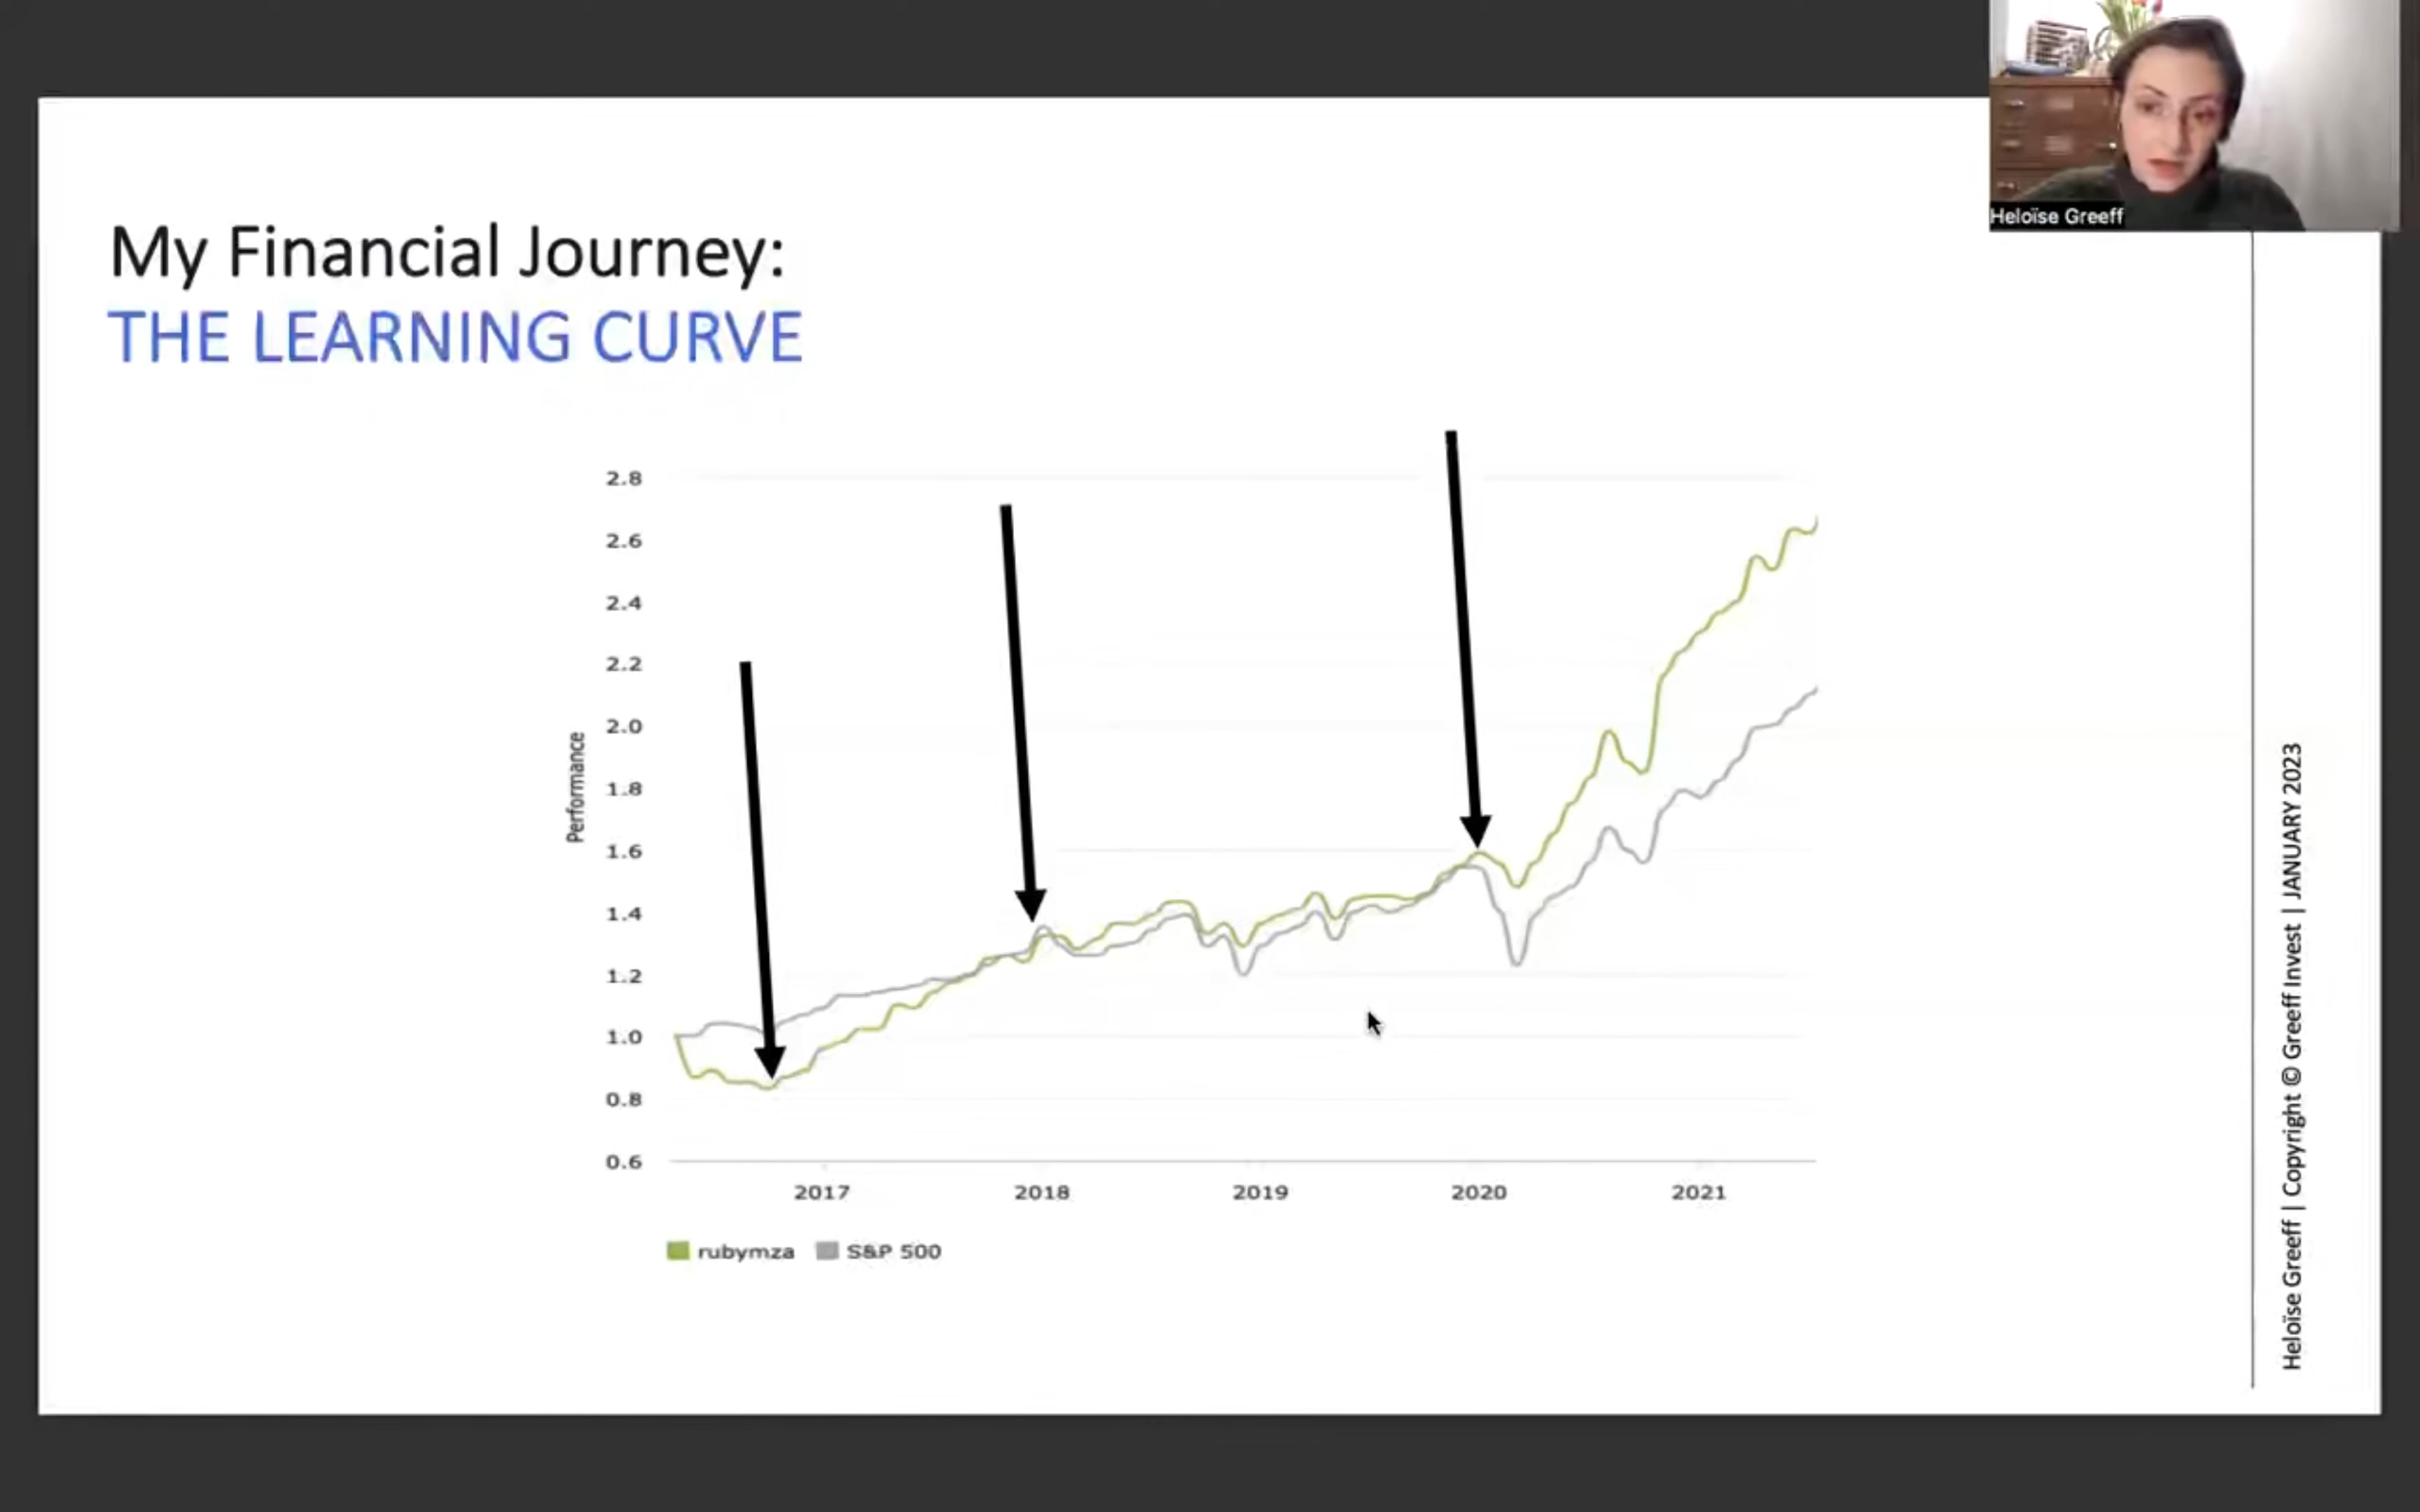 Heloïse Greeff
My Financial Journey:
THE LEARNING CURVE
2.8
2.6
2.4
2.2
2.0
1.8
1.6
1.4
1.2
1.0
0.8
0.6
Performance
2017 2018 2019 2020 2021
rubymza S&P 500
Heloïse Greeff | Copyright © Greeff Invest | JANUARY 2023